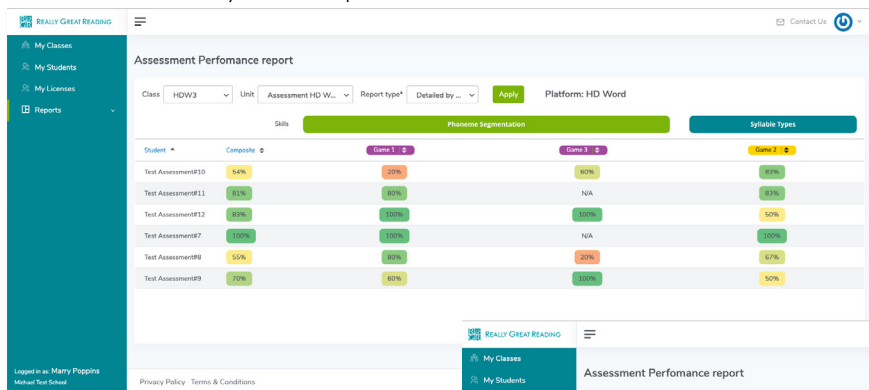 REALLY GREAT READING
Contact Us
My Classes
My Students
My Licenses
Reports
Assessment Perfomance report
Class HDW3 Unit Assessment HD W... Report type* Detailed by ... Apply Platform: HD Word
Skills Phoneme Segmentation Syllable Types
Student Composite Game 1 Game 3 Game 2
Test Assessment#10 54% 20% 60% 83%
Test Assessment#11 81% 80% N/A 83%
Test Assessment#12 83% 100% 100% 50%
Test Assessment#7 100% 100% N/A 100%
Test Assessment#8 55% 80% 20% 67%
Test Assessment#9 70% 60% 100% 50%
Logged in as: Marry Poppins
Michael Test School
Privacy Policy Terms & Conditions
REALLY GREAT READING
My Classes
My Students
Assessment Perfomance report